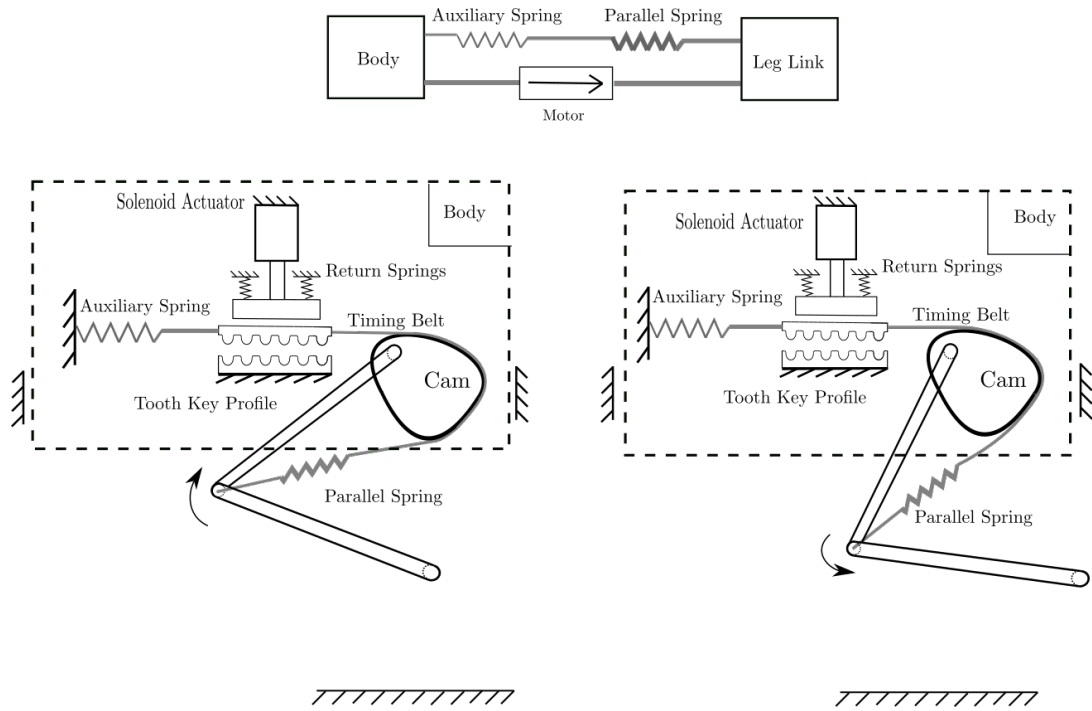 Auxiliary Spring
Parallel Spring
Body
Leg Link
Motor
Solenoid Actuator
Body
Return Springs
Auxiliary Spring
Timing Belt
Cam
Tooth Key Profile
Parallel Spring
Solenoid Actuator
Body
Return Springs
Auxiliary Spring
Timing Belt
Cam
Tooth Key Profile
Parallel Spring